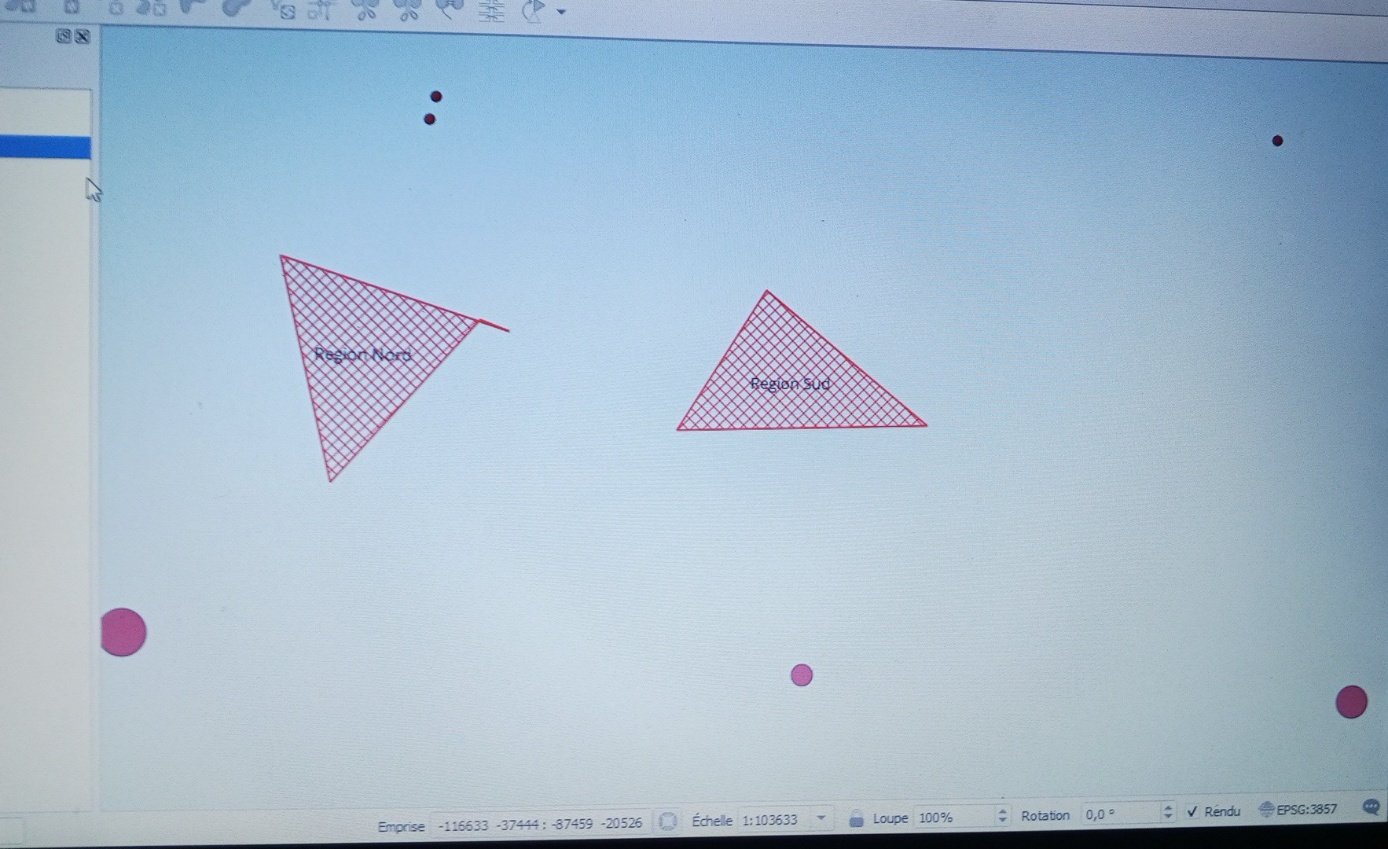 Region Nord
Region Sud
Emprise -116633 -37444 : -87459 -20526 Échelle 1:103633 Loupe 100% Rotation 0,0 ° Rendu EPSG:3857